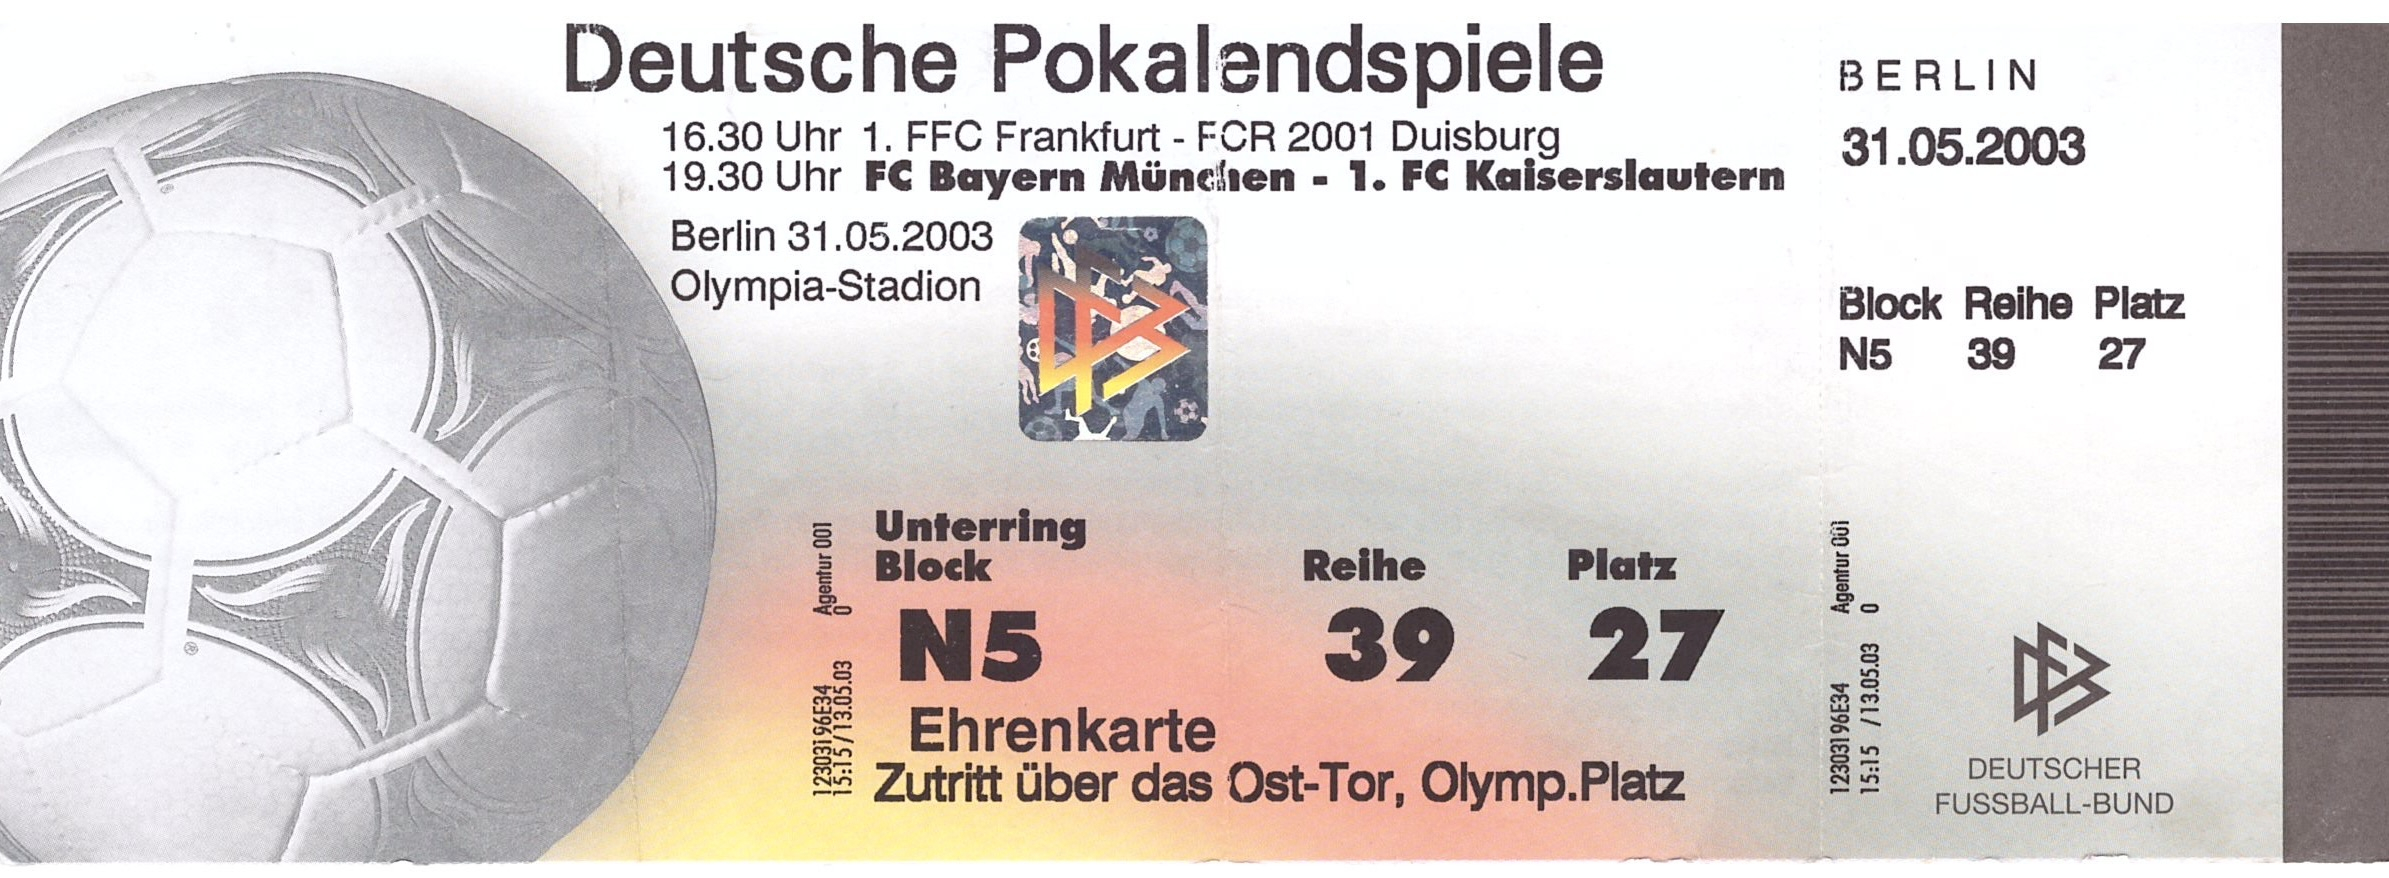 Deutsche Pokalendspiele
16.30 Uhr 1. FFC Frankfurt - FCR 2001 Duisburg
19.30 Uhr FC Bayern München - 1. FC Kaiserslautern
Berlin 31.05.2003
Olympia-Stadion
Unterring
Block Reihe Platz
N5 39 27
Ehrenkarte
Zutritt über das Ost-Tor, Olymp.Platz
12303196E34 Agentur 001
15:15 /13.05.03 0
BERLIN
31.05.2003
Block Reihe Platz
N5 39 27
12303196E34 Agentur 001
15:15 /13.05.03 0
DEUTSCHER
FUSSBALL-BUND